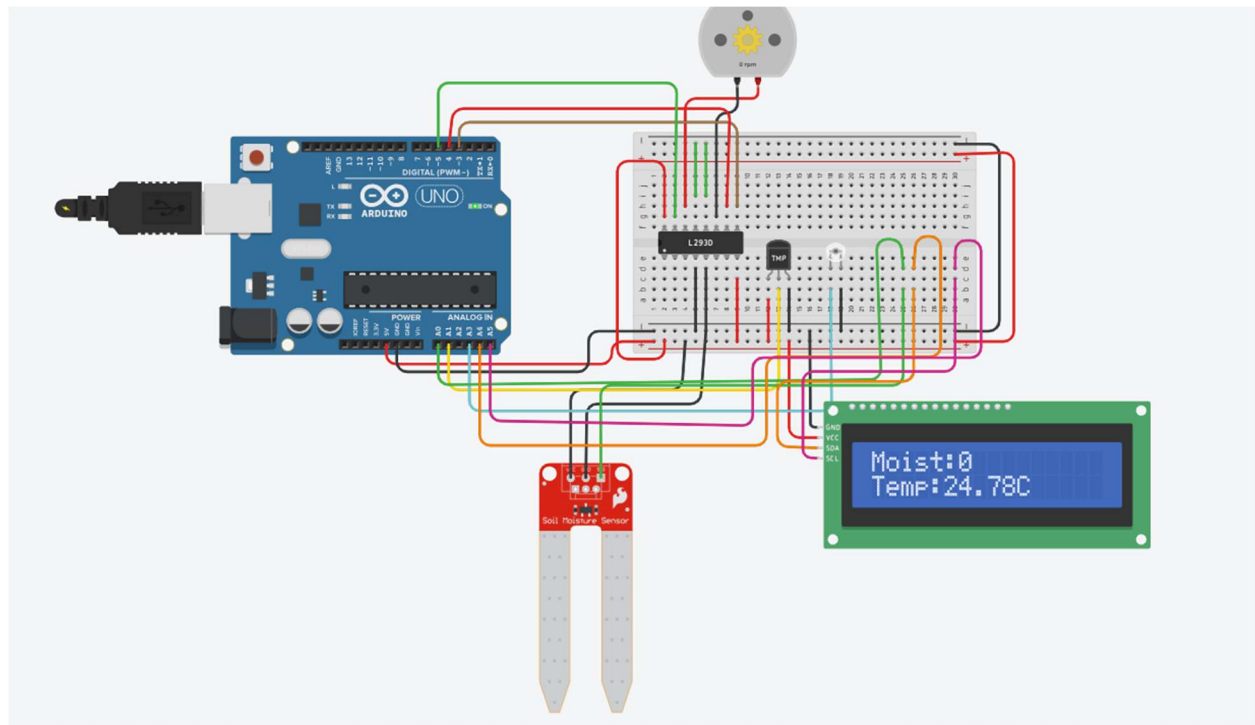 0 rpm
AREF
GND
13
12
~11
~10
~9
8
7
~6
~5
4
~3
2
TX→1
RX←0
DIGITAL (PWM~)
L
TX
RX
ARDUINO
UNO
ON
L293D
TMP
POWER
ANALOG IN
IOREF
RESET
3.3V
5V
GND
GND
Vin
A0
A1
A2
A3
A4
A5
GND
VCC
SDA
SCL
Moist:0
Temp:24.78C
Soil Moisture Sensor